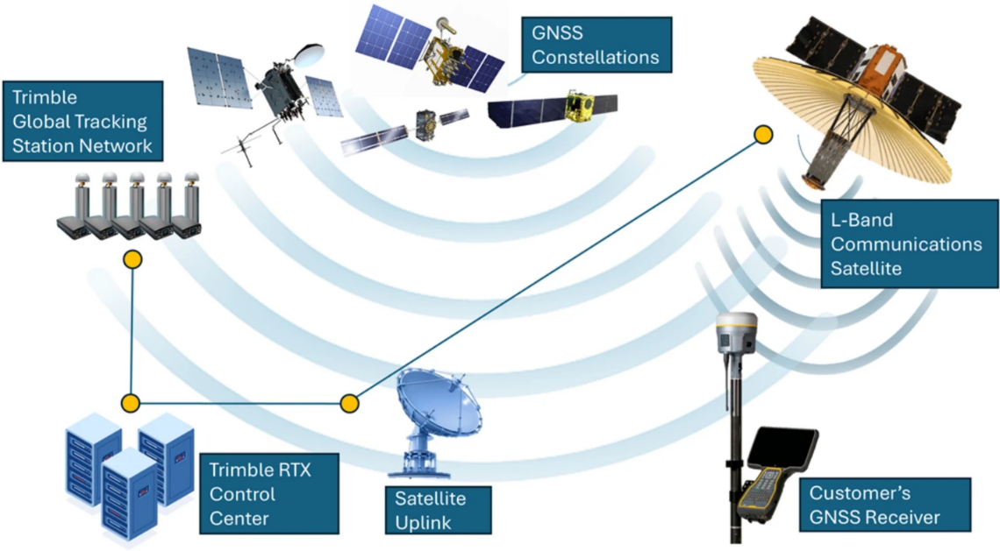 GNSS
Constellations
Trimble
Global Tracking
Station Network
L-Band
Communications
Satellite
Trimble RTX
Control
Center
Satellite
Uplink
Customer's
GNSS Receiver